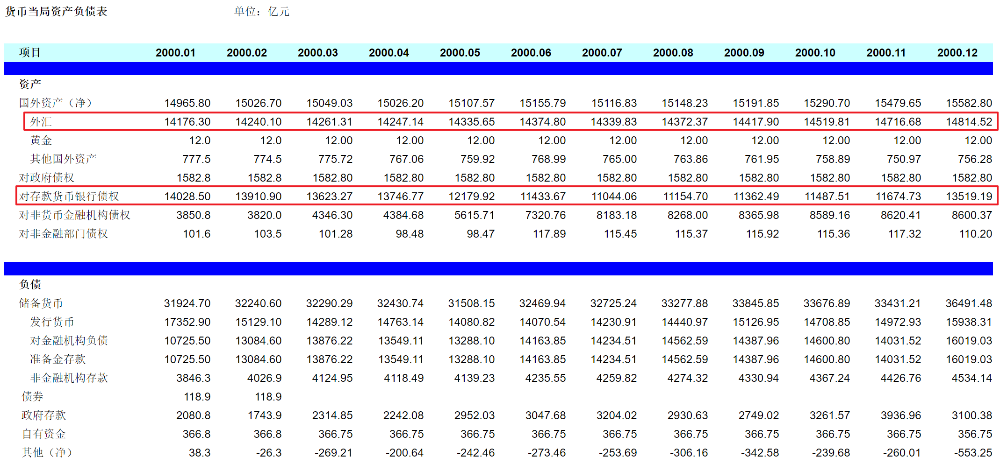 货币当局资产负债表 单位：亿元
项目 2000.01 2000.02 2000.03 2000.04 2000.05 2000.06 2000.07 2000.08 2000.09 2000.10 2000.11 2000.12
资产
国外资产（净） 14965.80 15026.70 15049.03 15026.20 15107.57 15155.79 15116.83 15148.23 15191.85 15290.70 15479.65 15582.80
外汇 14176.30 14240.10 14261.31 14247.14 14335.65 14374.80 14339.83 14372.37 14417.90 14519.81 14716.68 14814.52
黄金 12.0 12.0 12.00 12.00 12.00 12.00 12.00 12.00 12.00 12.00 12.00 12.00
其他国外资产 777.5 774.5 775.72 767.06 759.92 768.99 765.00 763.86 761.95 758.89 750.97 756.28
对政府债权 1582.8 1582.8 1582.80 1582.80 1582.80 1582.80 1582.80 1582.80 1582.80 1582.80 1582.80 1582.80
对存款货币银行债权 14028.50 13910.90 13623.27 13746.77 12179.92 11433.67 11044.06 11154.70 11362.49 11487.51 11674.73 13519.19
对非货币金融机构债权 3850.8 3820.0 4346.30 4384.68 5615.71 7320.76 8183.18 8268.00 8365.98 8589.16 8620.41 8600.37
对非金融部门债权 101.6 103.5 101.28 98.48 98.47 117.89 115.45 115.37 115.92 115.36 117.32 110.20
负债
储备货币 31924.70 32240.60 32290.29 32430.74 31508.15 32469.94 32725.24 33277.88 33845.85 33676.89 33431.21 36491.48
发行货币 17352.90 15129.10 14289.12 14763.14 14080.82 14070.54 14230.91 14440.97 15126.95 14708.85 14972.93 15938.31
对金融机构负债 10725.50 13084.60 13876.22 13549.11 13288.10 14163.85 14234.51 14562.59 14387.96 14600.80 14031.52 16019.03
准备金存款 10725.50 13084.60 13876.22 13549.11 13288.10 14163.85 14234.51 14562.59 14387.96 14600.80 14031.52 16019.03
非金融机构存款 3846.3 4026.9 4124.95 4118.49 4139.23 4235.55 4259.82 4274.32 4330.94 4367.24 4426.76 4534.14
债券 118.9 118.9
政府存款 2080.8 1743.9 2314.85 2242.08 2952.03 3047.68 3204.02 2930.63 2749.02 3261.57 3936.96 3100.38
自有资金 366.8 366.8 366.75 366.75 366.75 366.75 366.75 366.75 366.75 366.75 366.75 356.75
其他（净） 38.3 -26.3 -269.21 -200.64 -242.46 -273.46 -253.69 -306.16 -342.58 -239.68 -260.01 -553.25